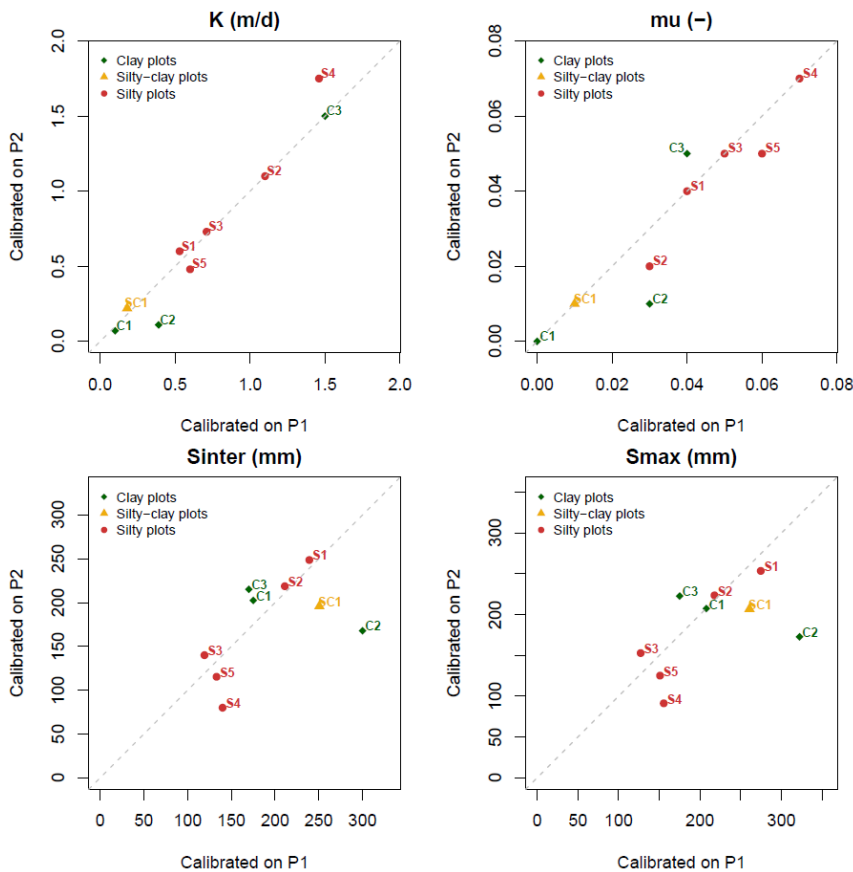 K (m/d)
Calibrated on P2
0.0 0.5 1.0 1.5 2.0
Clay plots
Silty−clay plots
Silty plots
S4
C3
S2
S3
S1
S5
SC1
C1
C2
0.0 0.5 1.0 1.5 2.0
Calibrated on P1
mu (−)
Calibrated on P2
0.00 0.02 0.04 0.06 0.08
Clay plots
Silty−clay plots
Silty plots
S4
C3
S3
S5
S1
S2
SC1
C2
C1
0.00 0.02 0.04 0.06 0.08
Calibrated on P1
Sinter (mm)
Calibrated on P2
0 50 100 150 200 250 300
Clay plots
Silty−clay plots
Silty plots
S1
C3
S2
C1
SC1
C2
S3
S5
S4
0 50 100 150 200 250 300
Calibrated on P1
Smax (mm)
Calibrated on P2
0 50 100 200 300
Clay plots
Silty−clay plots
Silty plots
S1
C3
S2
C1
SC1
C2
S3
S5
S4
0 50 100 200 300
Calibrated on P1